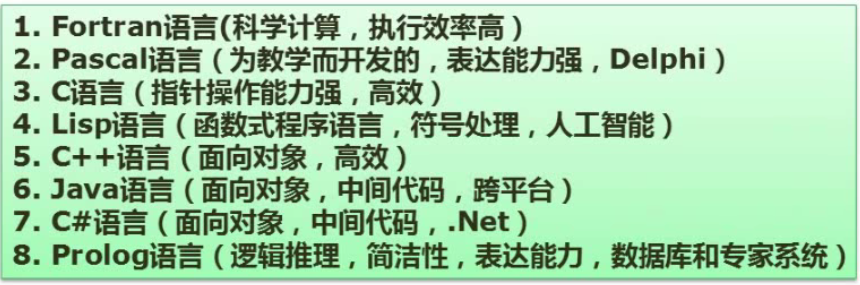 1. Fortran语言(科学计算，执行效率高）
2. Pascal语言（为教学而开发的，表达能力强，Delphi）
3. C语言（指针操作能力强，高效）
4. Lisp语言（函数式程序语言，符号处理，人工智能）
5. C++语言（面向对象，高效）
6. Java语言（面向对象，中间代码，跨平台）
7. C#语言（面向对象，中间代码，.Net）
8. Prolog语言（逻辑推理，简洁性，表达能力，数据库和专家系统）